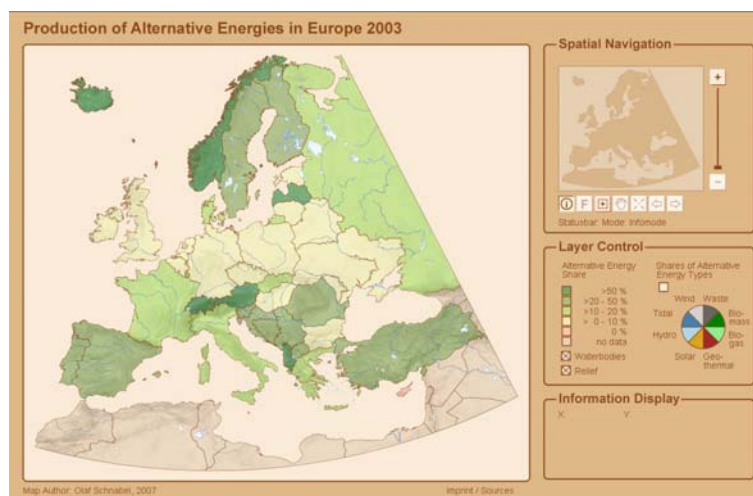 Production of Alternative Energies in Europe 2003
Spatial Navigation
+
−
F
Statusbar: Mode: Infomode
Layer Control
Alternative Energy
Share
>50 %
>20 - 50 %
>10 - 20 %
> 0 - 10 %
0 %
no data
Waterbodies
Relief
Shares of Alternative
Energy Types
Wind
Waste
Tidal
Bio-
mass
Hydro
Bio-
gas
Solar
Geo-
thermal
Information Display
X:
Y:
Map Author: Olaf Schnabel, 2007
imprint / Sources